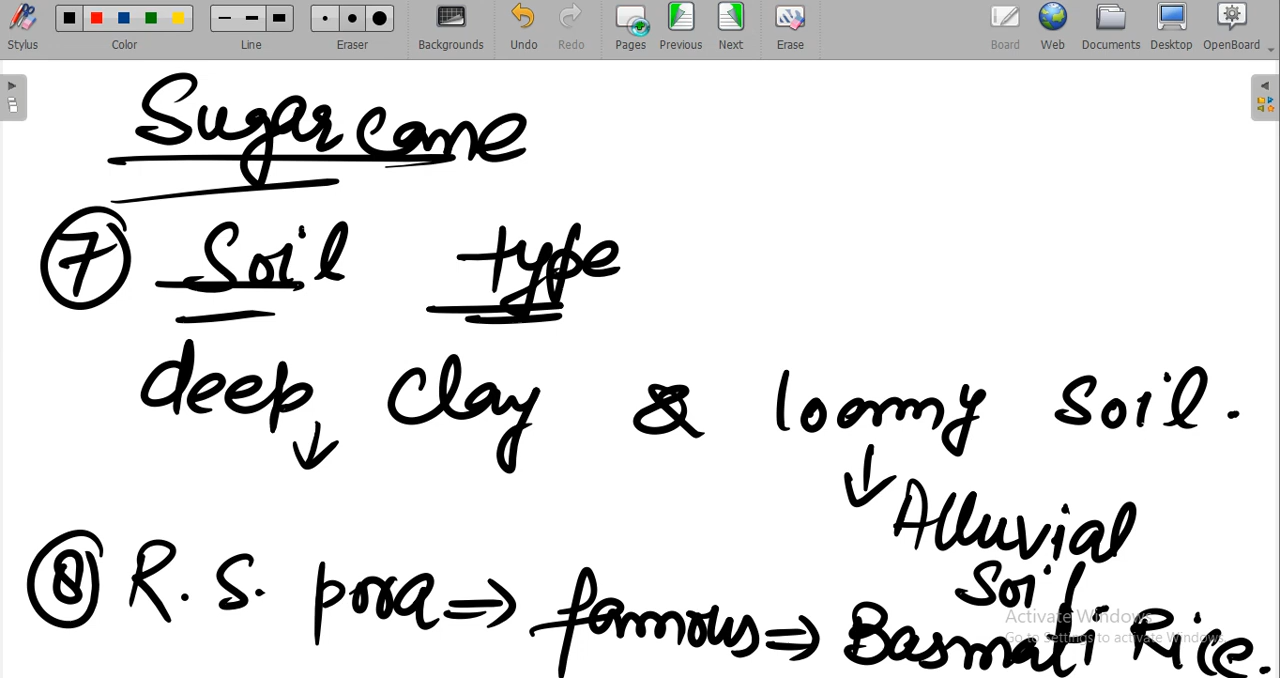 Stylus Color Line Eraser Backgrounds Undo Redo Pages Previous Next Erase Board Web Documents Desktop OpenBoard
Sugarcane
7 Soil type
deep clay & loamy soil.
↓ ↓ Alluvial
Soil
8 R. S. pora ⇒ famous ⇒ Basmati Rice.
Activate Windows
Go to Settings to activate Windows.